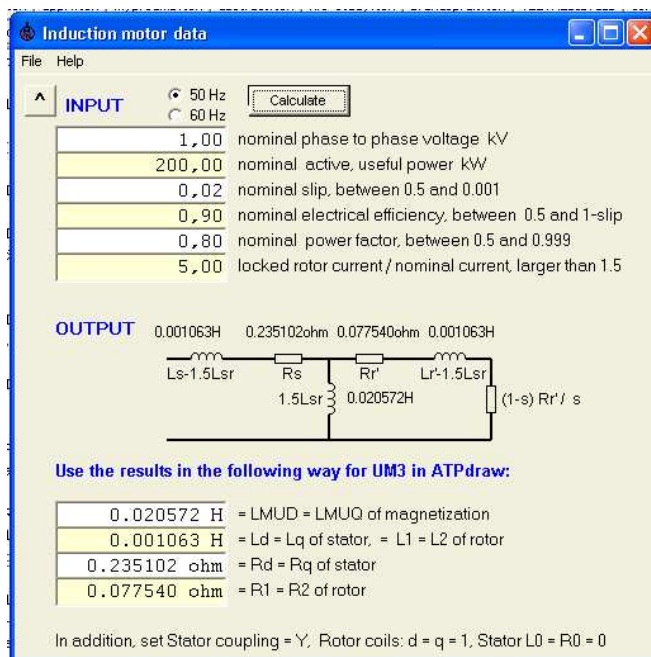 Induction motor data
File Help
^ INPUT 50 Hz 60 Hz Calculate
1,00 nominal phase to phase voltage kV
200,00 nominal active, useful power kW
0,02 nominal slip, between 0.5 and 0.001
0,90 nominal electrical efficiency, between 0.5 and 1-slip
0,80 nominal power factor, between 0.5 and 0.999
5,00 locked rotor current / nominal current, larger than 1.5
OUTPUT 0.001063H 0.235102ohm 0.077540ohm 0.001063H
Ls-1.5Lsr Rs Rr' Lr'-1.5Lsr
1.5Lsr 0.020572H (1-s) Rr' / s
Use the results in the following way for UM3 in ATPdraw:
0.020572 H = LMUD = LMUQ of magnetization
0.001063 H = Ld = Lq of stator, = L1 = L2 of rotor
0.235102 ohm = Rd = Rq of stator
0.077540 ohm = R1 = R2 of rotor
In addition, set Stator coupling = Y, Rotor coils: d = q = 1, Stator L0 = R0 = 0